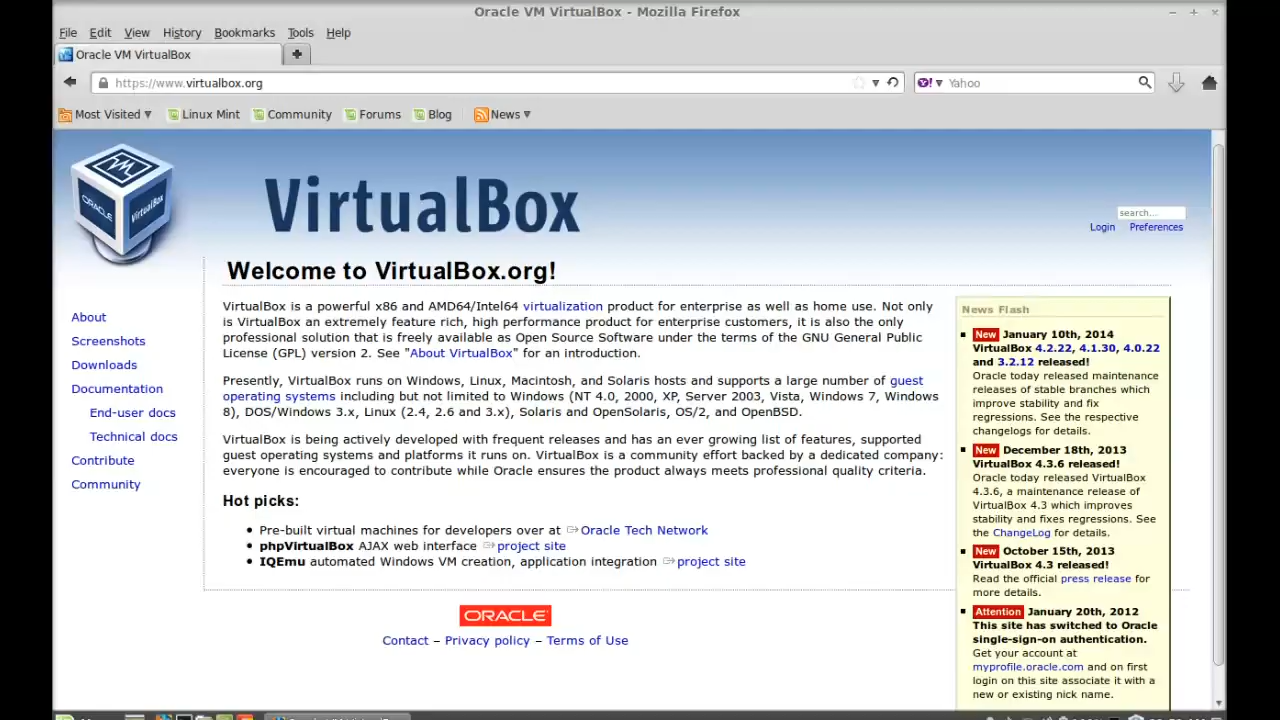 Oracle VM VirtualBox - Mozilla Firefox
File Edit View History Bookmarks Tools Help
Oracle VM VirtualBox
https://www.virtualbox.org
Yahoo
Most Visited Linux Mint Community Forums Blog News
ORACLE
VirtualBox
VirtualBox
search...
Login Preferences
About
Screenshots
Downloads
Documentation
End-user docs
Technical docs
Contribute
Community
Welcome to VirtualBox.org!
VirtualBox is a powerful x86 and AMD64/Intel64 virtualization product for enterprise as well as home use. Not only
is VirtualBox an extremely feature rich, high performance product for enterprise customers, it is also the only
professional solution that is freely available as Open Source Software under the terms of the GNU General Public
License (GPL) version 2. See "About VirtualBox" for an introduction.
Presently, VirtualBox runs on Windows, Linux, Macintosh, and Solaris hosts and supports a large number of guest
operating systems including but not limited to Windows (NT 4.0, 2000, XP, Server 2003, Vista, Windows 7, Windows
8), DOS/Windows 3.x, Linux (2.4, 2.6 and 3.x), Solaris and OpenSolaris, OS/2, and OpenBSD.
VirtualBox is being actively developed with frequent releases and has an ever growing list of features, supported
guest operating systems and platforms it runs on. VirtualBox is a community effort backed by a dedicated company:
everyone is encouraged to contribute while Oracle ensures the product always meets professional quality criteria.
Hot picks:
Pre-built virtual machines for developers over at Oracle Tech Network
phpVirtualBox AJAX web interface project site
IQEmu automated Windows VM creation, application integration project site
ORACLE
Contact – Privacy policy – Terms of Use
News Flash
New January 10th, 2014
VirtualBox 4.2.22, 4.1.30, 4.0.22
and 3.2.12 released!
Oracle today released maintenance
releases of stable branches which
improve stability and fix
regressions. See the respective
changelogs for details.
New December 18th, 2013
VirtualBox 4.3.6 released!
Oracle today released VirtualBox
4.3.6, a maintenance release of
VirtualBox 4.3 which improves
stability and fixes regressions. See
the ChangeLog for details.
New October 15th, 2013
VirtualBox 4.3 released!
Read the official press release for
more details.
Attention January 20th, 2012
This site has switched to Oracle
single-sign-on authentication.
Get your account at
myprofile.oracle.com and on first
login on this site associate it with a
new or existing nick name.